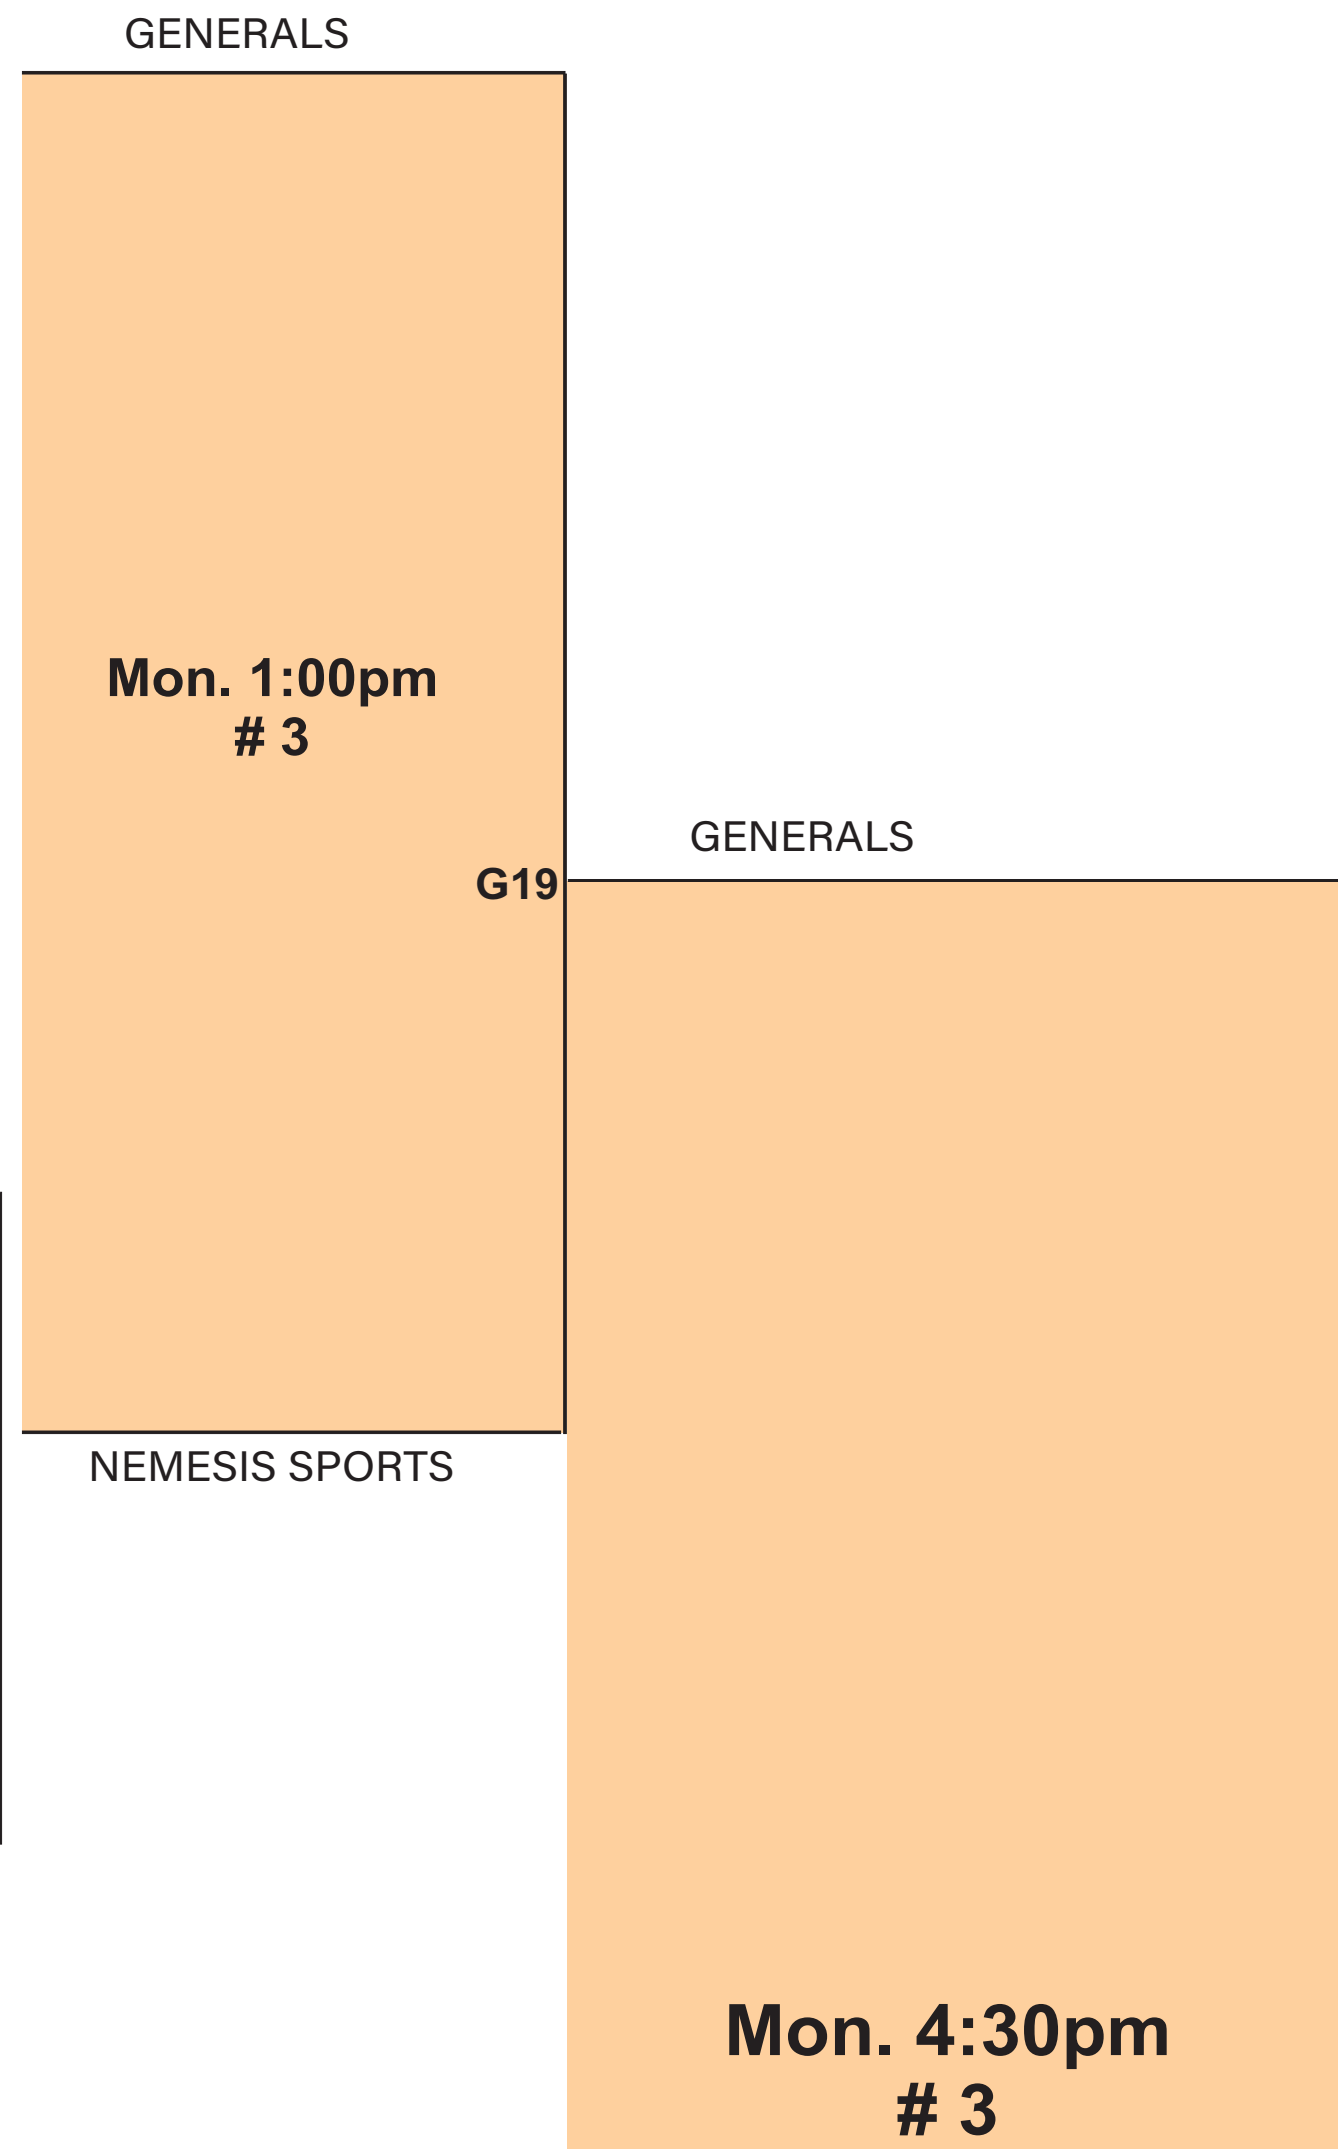 GENERALS
Mon. 1:00pm
# 3
GENERALS
G19
NEMESIS SPORTS
Mon. 4:30pm
# 3